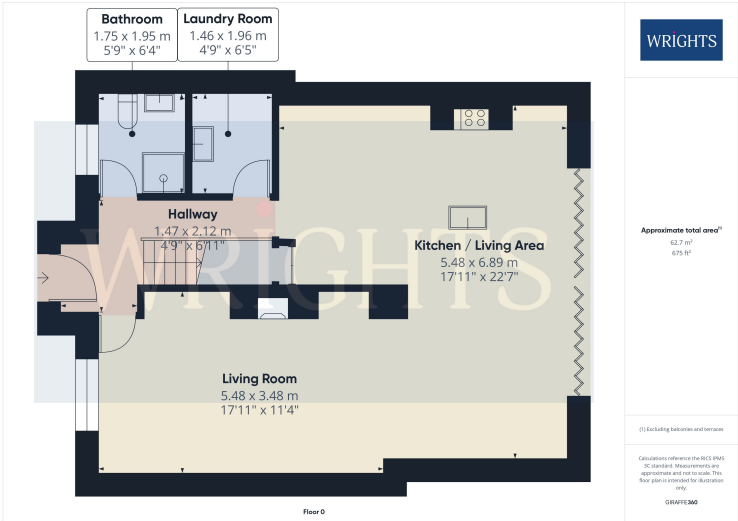 Bathroom
1.75 x 1.95 m
5'9" x 6'4"
Laundry Room
1.46 x 1.96 m
4'9" x 6'5"
WRIGHTS
Hallway
1.47 x 2.12 m
4'9" x 6'11"
Kitchen / Living Area
5.48 x 6.89 m
17'11" x 22'7"
WRIGHTS
Living Room
5.48 x 3.48 m
17'11" x 11'4"
Floor 0
Approximate total area(1)
62.7 m²
675 ft²
(1) Excluding balconies and terraces
Calculations reference the RICS IPMS
3C standard. Measurements are
approximate and not to scale. This
floor plan is intended for illustration
only.
GIRAFFE360